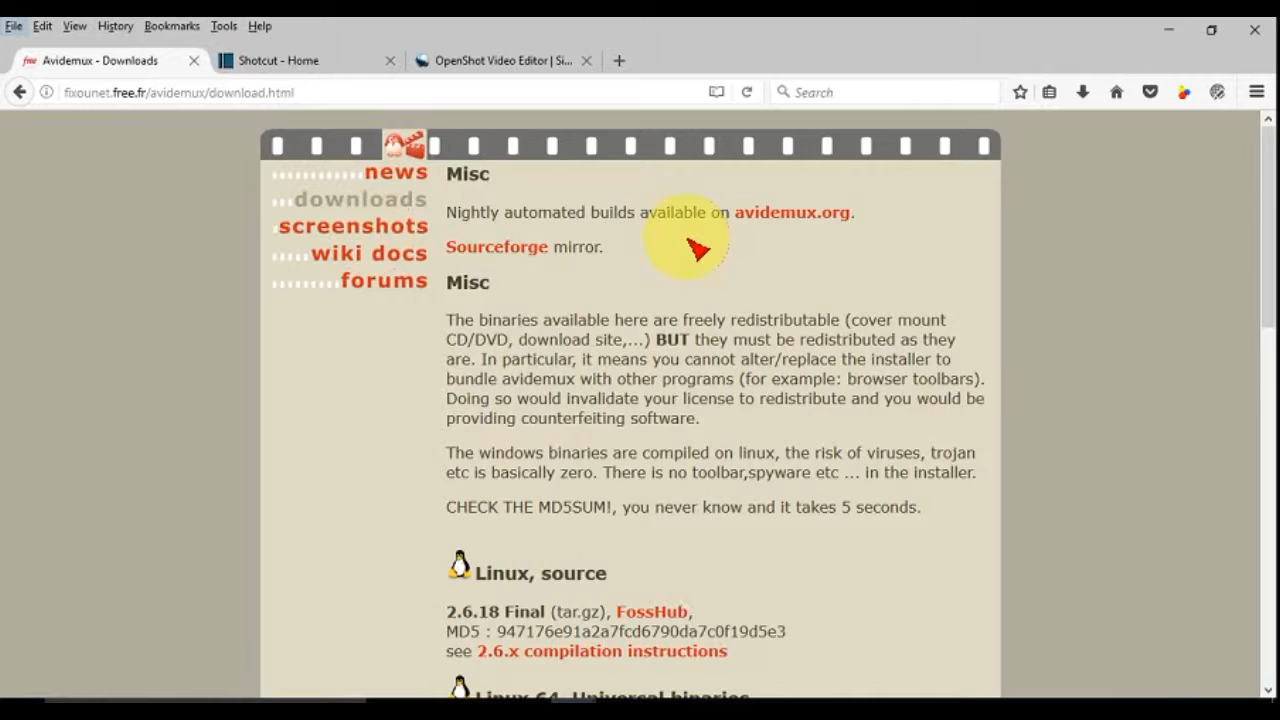 File Edit View History Bookmarks Tools Help
free Avidemux - Downloads
Shotcut - Home
OpenShot Video Editor | Si...
fixounet.free.fr/avidemux/download.html
Search
news
downloads
screenshots
wiki docs
forums
Misc
Nightly automated builds available on avidemux.org.
Sourceforge mirror.
Misc
The binaries available here are freely redistributable (cover mount
CD/DVD, download site,...) BUT they must be redistributed as they
are. In particular, it means you cannot alter/replace the installer to
bundle avidemux with other programs (for example: browser toolbars).
Doing so would invalidate your license to redistribute and you would be
providing counterfeiting software.
The windows binaries are compiled on linux, the risk of viruses, trojan
etc is basically zero. There is no toolbar,spyware etc ... in the installer.
CHECK THE MD5SUM!, you never know and it takes 5 seconds.
Linux, source
2.6.18 Final (tar.gz), FossHub,
MD5 : 947176e91a2a7fcd6790da7c0f19d5e3
see 2.6.x compilation instructions
Linux 64, Universal binaries